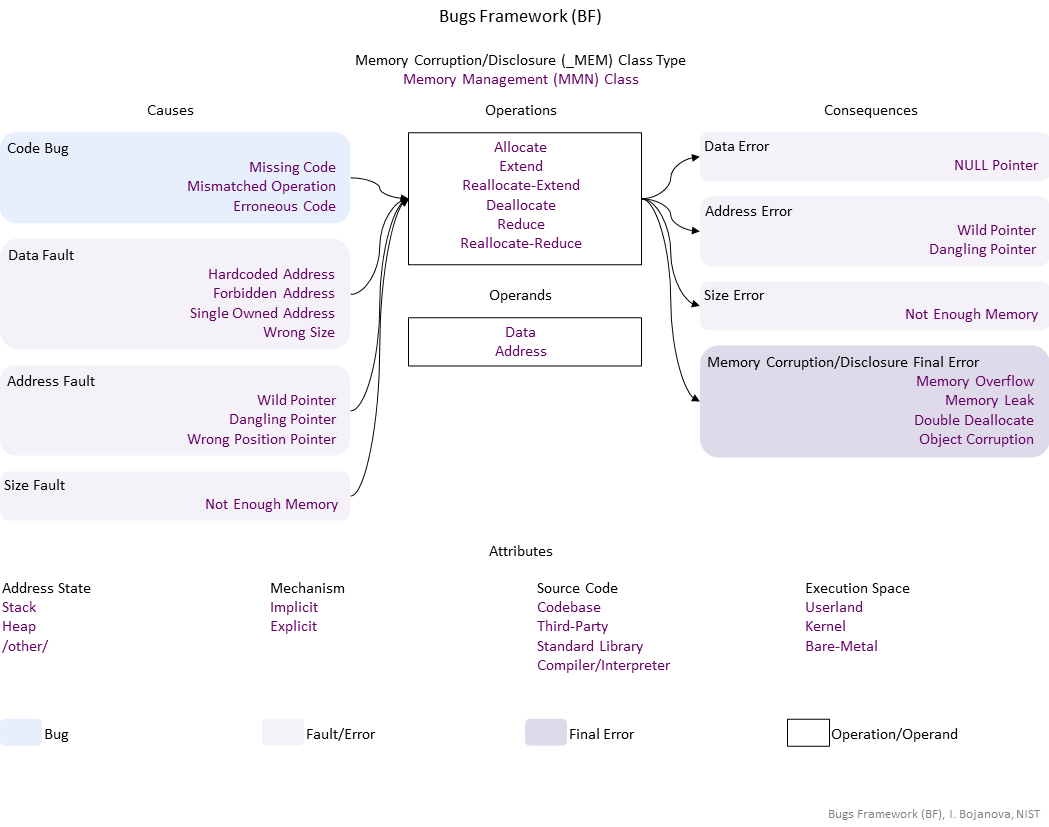 Bugs Framework (BF)
Memory Corruption/Disclosure (_MEM) Class Type
Memory Management (MMN) Class
Causes
Code Bug
Missing Code
Mismatched Operation
Erroneous Code
Data Fault
Hardcoded Address
Forbidden Address
Single Owned Address
Wrong Size
Address Fault
Wild Pointer
Dangling Pointer
Wrong Position Pointer
Size Fault
Not Enough Memory
Operations
Allocate
Extend
Reallocate-Extend
Deallocate
Reduce
Reallocate-Reduce
Operands
Data
Address
Consequences
Data Error
NULL Pointer
Address Error
Wild Pointer
Dangling Pointer
Size Error
Not Enough Memory
Memory Corruption/Disclosure Final Error
Memory Overflow
Memory Leak
Double Deallocate
Object Corruption
Attributes
Address State
Stack
Heap
/other/
Mechanism
Implicit
Explicit
Source Code
Codebase
Third-Party
Standard Library
Compiler/Interpreter
Execution Space
Userland
Kernel
Bare-Metal
Bug
Fault/Error
Final Error
Operation/Operand
Bugs Framework (BF), I. Bojanova, NIST